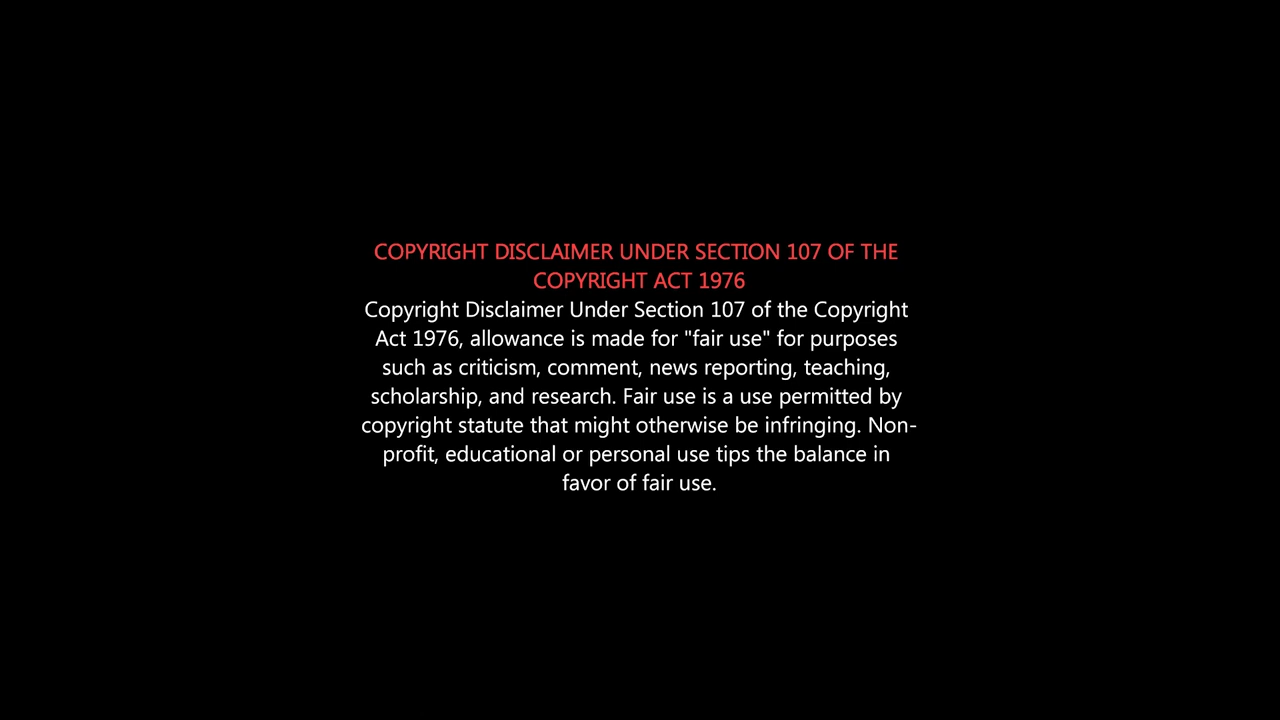 COPYRIGHT DISCLAIMER UNDER SECTION 107 OF THE
COPYRIGHT ACT 1976
Copyright Disclaimer Under Section 107 of the Copyright
Act 1976, allowance is made for "fair use" for purposes
such as criticism, comment, news reporting, teaching,
scholarship, and research. Fair use is a use permitted by
copyright statute that might otherwise be infringing. Non-
profit, educational or personal use tips the balance in
favor of fair use.